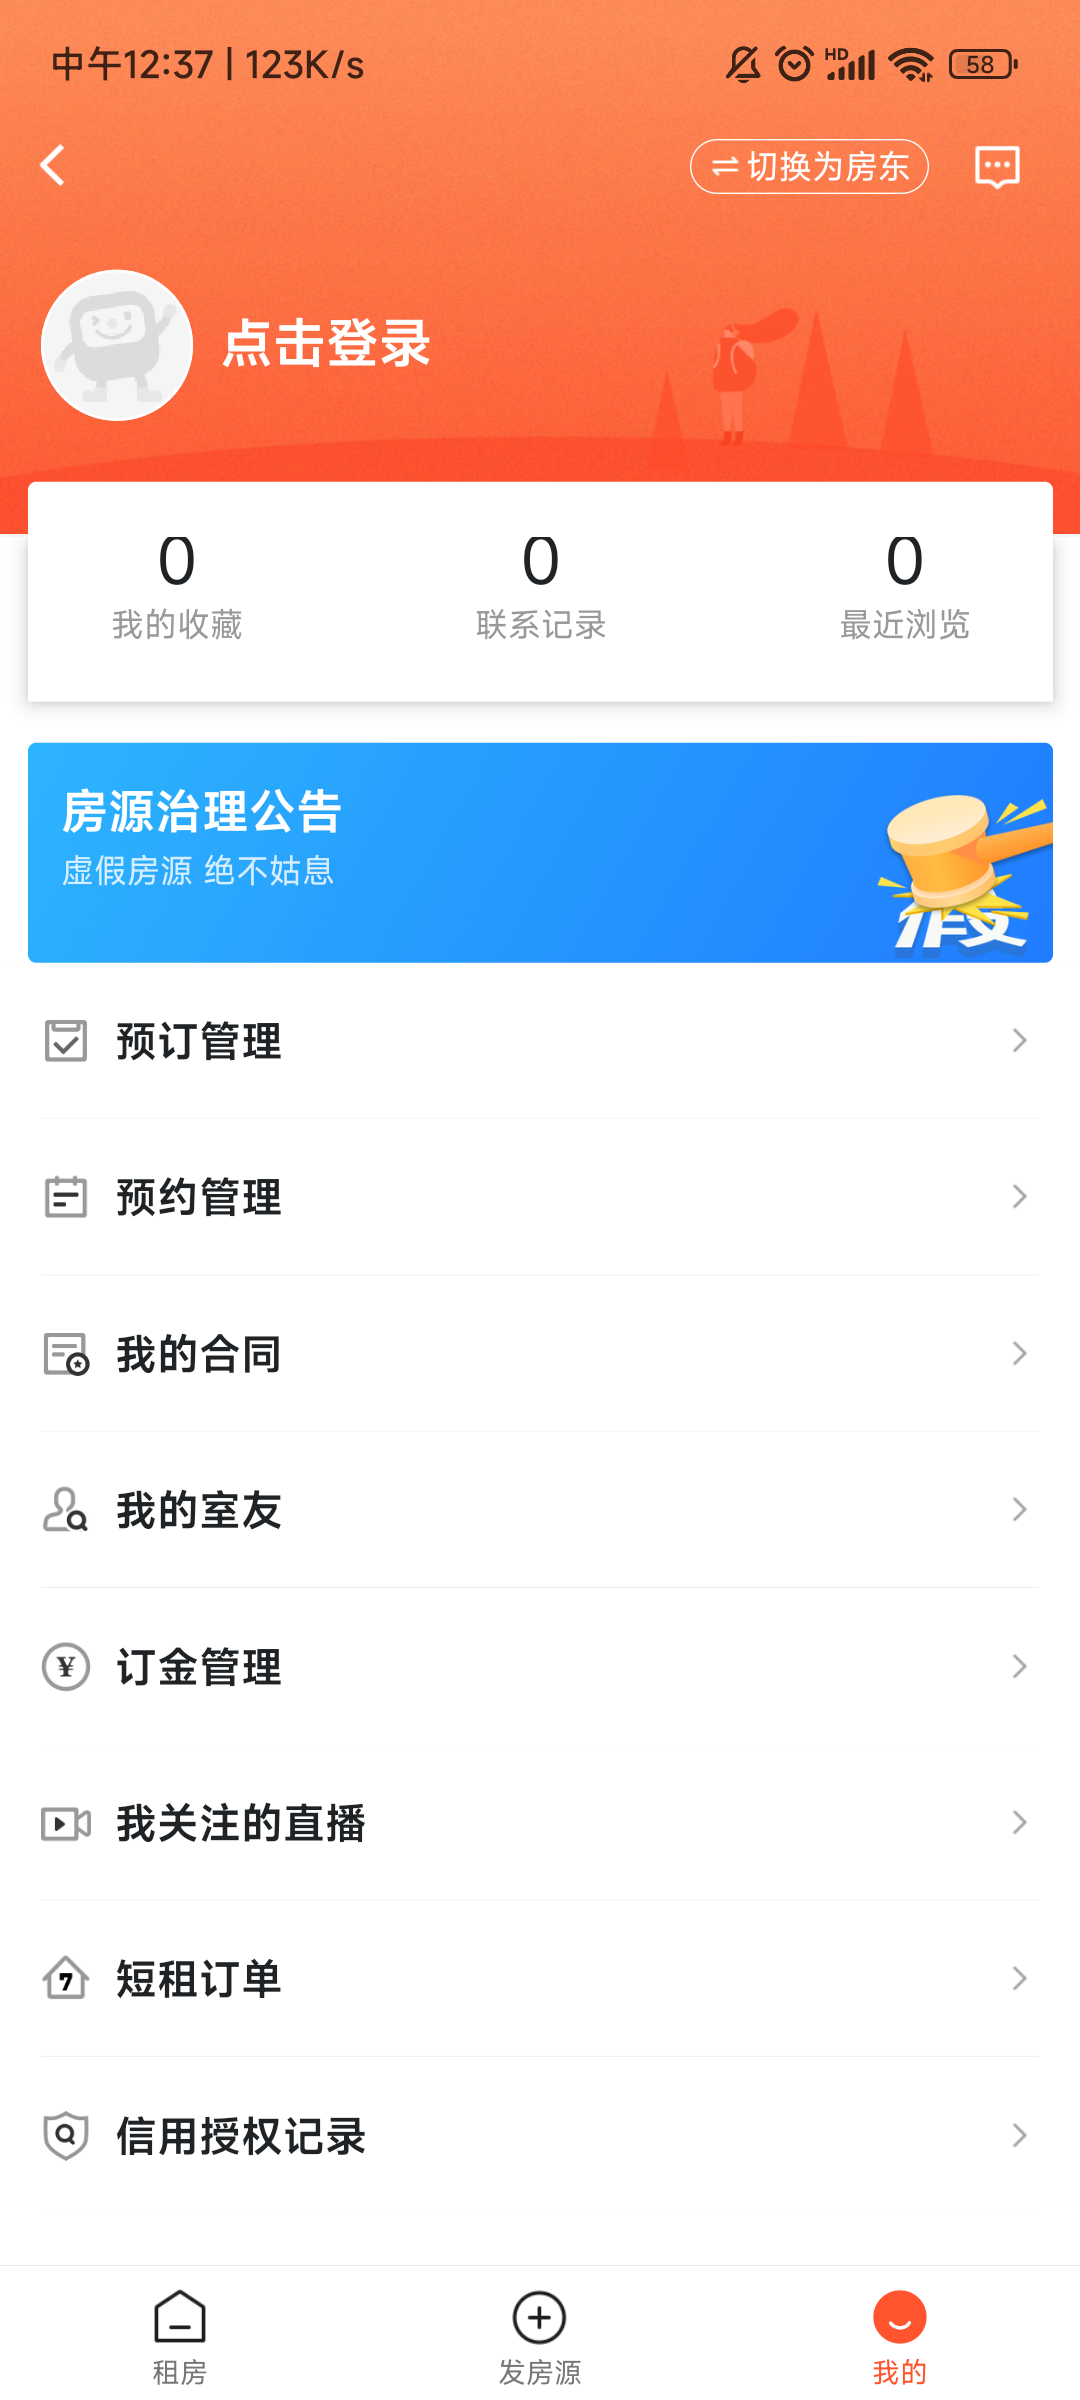 中午12:37 | 123K/s
HD
58
切换为房东
点击登录
0 0 0
我的收藏 联系记录 最近浏览
房源治理公告
虚假房源 绝不姑息
假
预订管理
预约管理
我的合同
我的室友
¥ 订金管理
我关注的直播
7 短租订单
信用授权记录
租房 发房源 我的